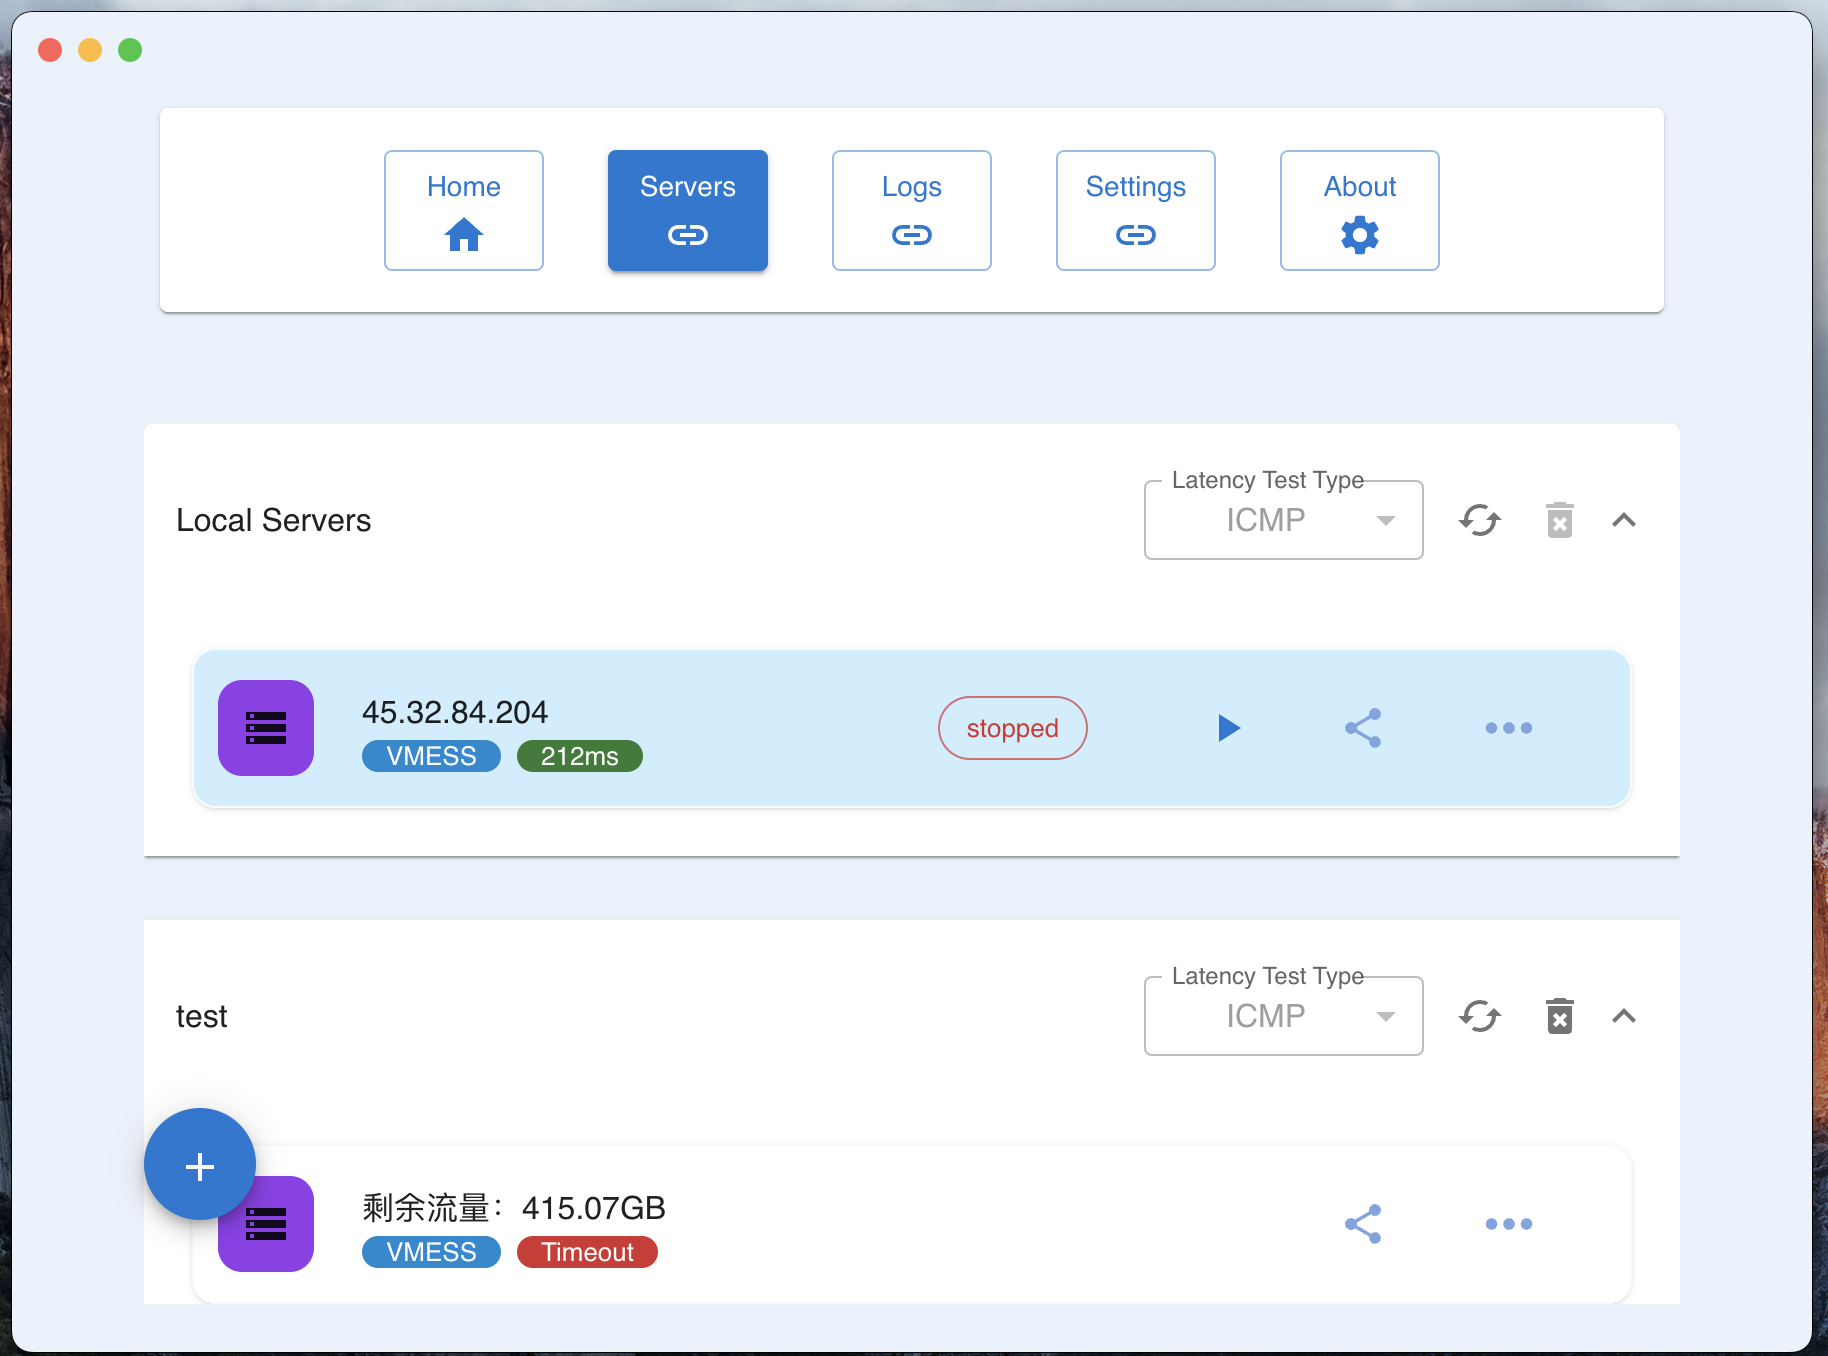 Home
Servers
Logs
Settings
About
Latency Test Type
Local Servers
ICMP
45.32.84.204
VMESS
212ms
stopped
Latency Test Type
test
ICMP
剩余流量：415.07GB
VMESS
Timeout